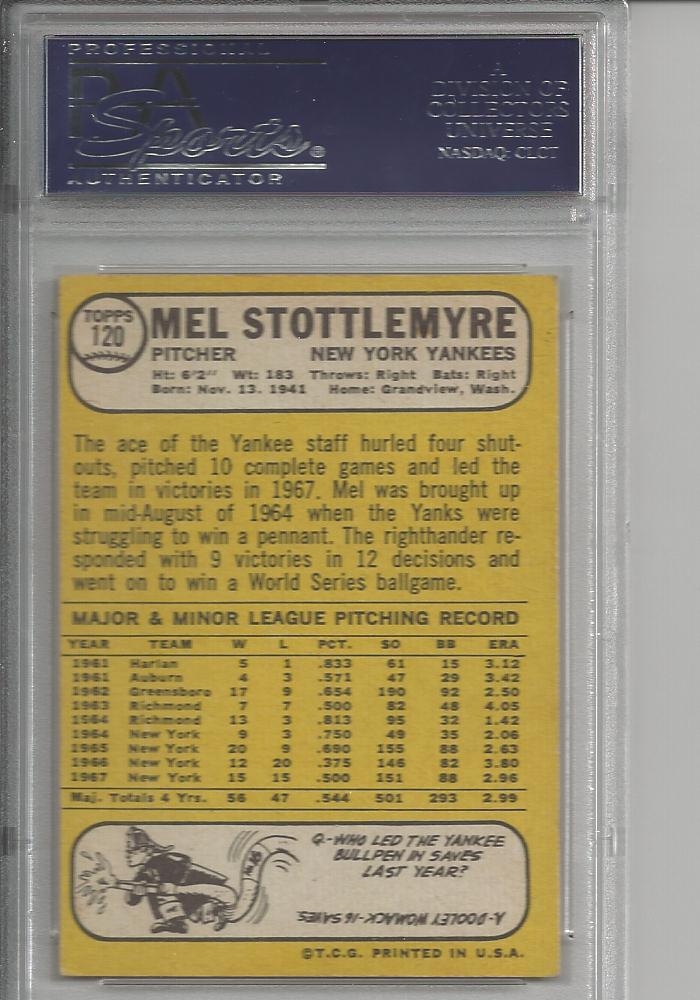 PROFESSIONAL
PSA
Sports®
AUTHENTICATOR
A
DIVISION OF
COLLECTORS
UNIVERSE
NASDAQ: CLCT
TOPPS
120
MEL STOTTLEMYRE
PITCHER NEW YORK YANKEES
Ht: 6'2" Wt: 183 Throws: Right Bats: Right
Born: Nov. 13, 1941 Home: Grandview, Wash.
The ace of the Yankee staff hurled four shut-
outs, pitched 10 complete games and led the
team in victories in 1967. Mel was brought up
in mid-August of 1964 when the Yanks were
struggling to win a pennant. The righthander re-
sponded with 9 victories in 12 decisions and
went on to win a World Series ballgame.
MAJOR & MINOR LEAGUE PITCHING RECORD
YEAR TEAM W L PCT. SO BB ERA
1961 Harlan 5 1 .833 61 15 3.12
1961 Auburn 4 3 .571 47 29 3.42
1962 Greensboro 17 9 .654 190 92 2.50
1963 Richmond 7 7 .500 82 48 4.05
1964 Richmond 13 3 .813 95 32 1.42
1964 New York 9 3 .750 49 35 2.06
1965 New York 20 9 .690 155 88 2.63
1966 New York 12 20 .375 146 82 3.80
1967 New York 15 15 .500 151 88 2.96
Maj. Totals 4 Yrs. 56 47 .544 501 293 2.99
Q-WHO LED THE YANKEE
BULLPEN IN SAVES
LAST YEAR?
A-DOOLEY WOMACK-16 SAVES
©T.C.G. PRINTED IN U.S.A.